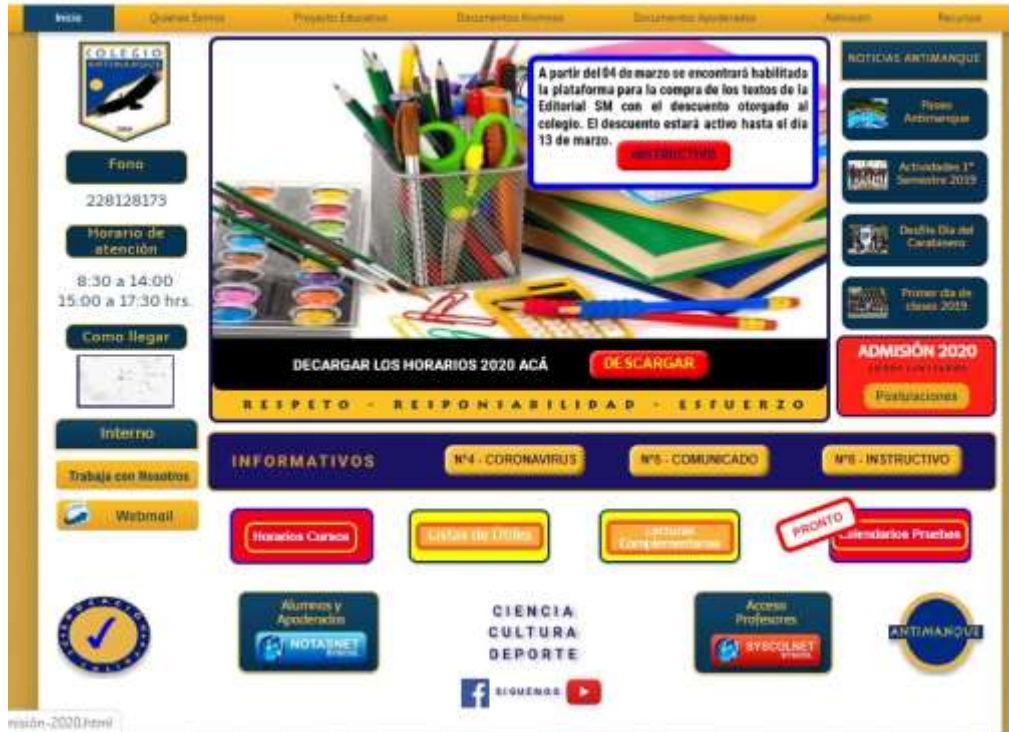 Inicio
Quienes Somos
Proyecto Educativo
Documentos Alumnos
Documentos Apoderados
Admisión
Recursos
COLEGIO
ANTIMANQUE
Fono
228128173
Horario de
atención
8:30 a 14:00
15:00 a 17:30 hrs.
Como llegar
Interno
Trabaja con Nosotros
Webmail
A partir del 04 de marzo se encontrará habilitada
la plataforma para la compra de los textos de la
Editorial SM con el descuento otorgado al
colegio. El descuento estará activo hasta el día
13 de marzo.
INSTRUCTIVO
DECARGAR LOS HORARIOS 2020 ACÁ
DESCARGAR
RESPETO - RESPONSABILIDAD - ESFUERZO
NOTICIAS ANTIMANQUE
Paseo
Antimanque
Actividades 1°
Semestre 2019
Desfile Día del
Carabinero
Primer día de
clases 2019
ADMISIÓN 2020
Postulaciones
INFORMATIVOS
N°4 - CORONAVIRUS
N°5 - COMUNICADO
N°6 - INSTRUCTIVO
Horarios Cursos
Listas de Utiles
Lecturas
Complementarias
PRONTO
Calendarios Pruebas
Alumnos y
Apoderados
NOTASNET
CIENCIA
CULTURA
DEPORTE
Acceso
Profesores
SYSCOLNET
ANTIMANQUE
SIGUENOS
misión-2020.html